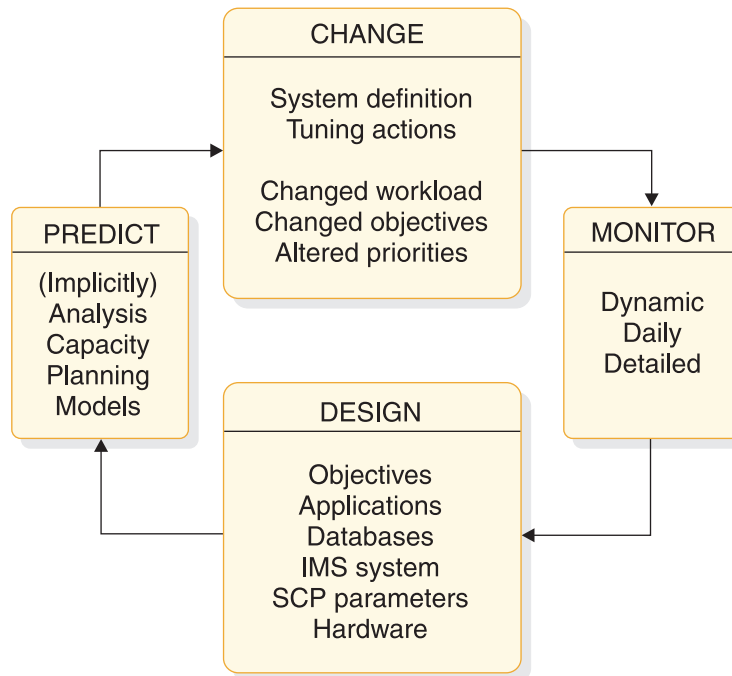 CHANGE
System definition
Tuning actions
Changed workload
Changed objectives
Altered priorities
PREDICT
(Implicitly)
Analysis
Capacity
Planning
Models
MONITOR
Dynamic
Daily
Detailed
DESIGN
Objectives
Applications
Databases
IMS system
SCP parameters
Hardware